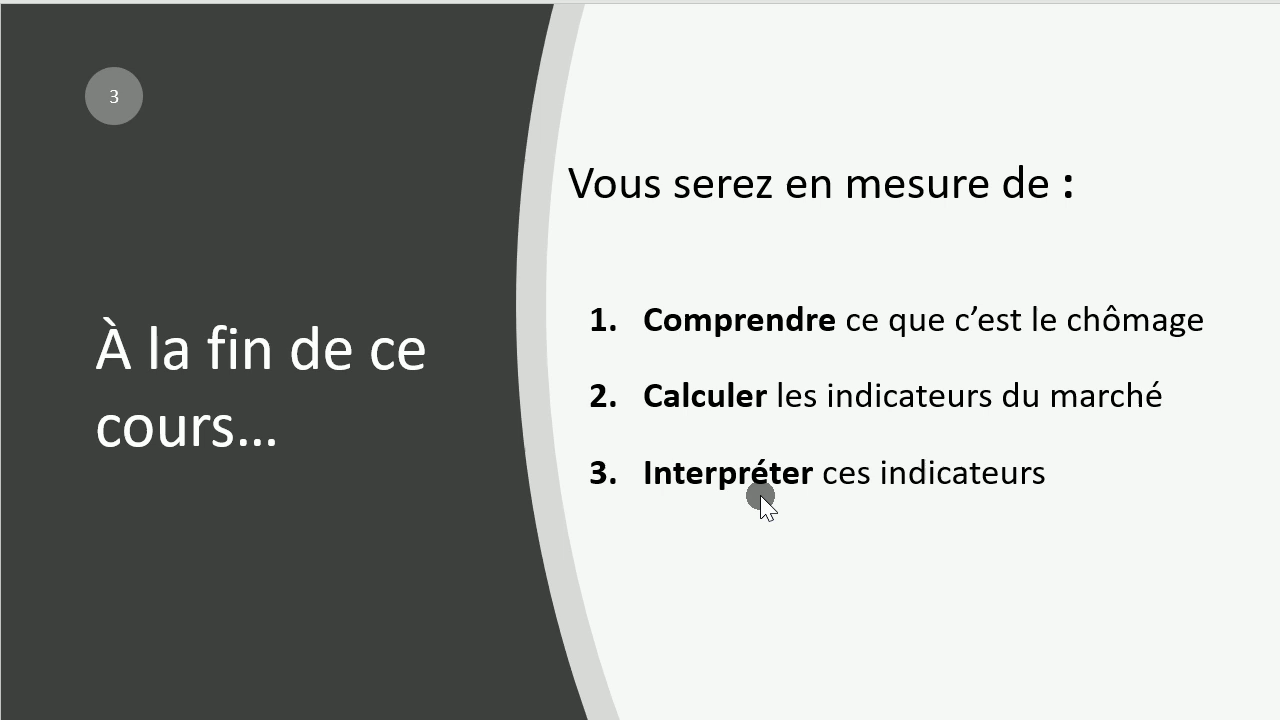 3
À la fin de ce
cours...
Vous serez en mesure de :
1. Comprendre ce que c’est le chômage
2. Calculer les indicateurs du marché
3. Interpréter ces indicateurs